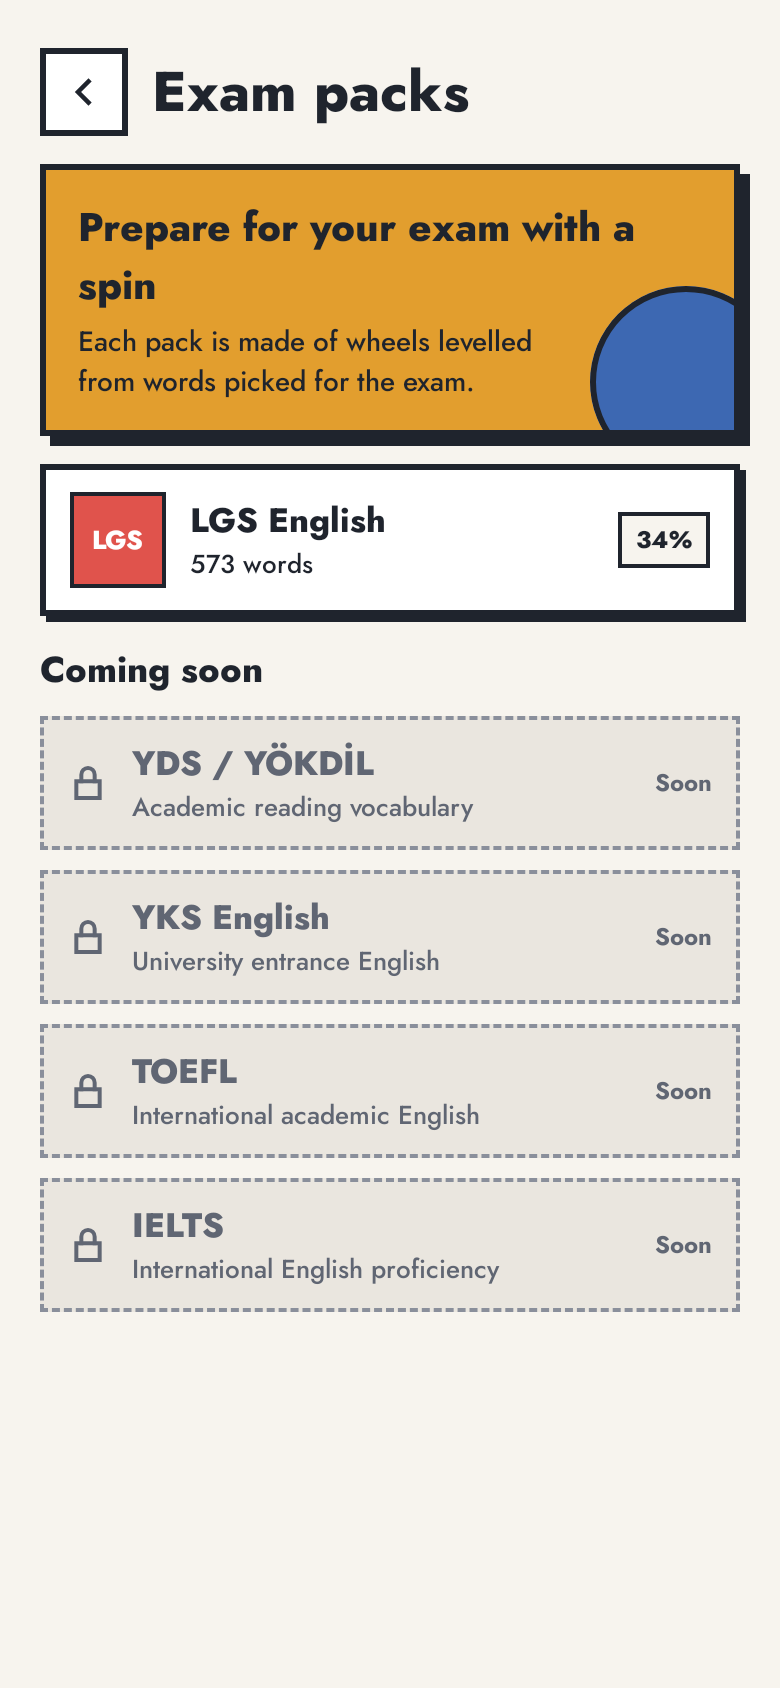 Exam packs
Prepare for your exam with a
spin
Each pack is made of wheels levelled
from words picked for the exam.
LGS
LGS English
573 words
34%
Coming soon
YDS / YÖKDİL
Academic reading vocabulary
Soon
YKS English
University entrance English
Soon
TOEFL
International academic English
Soon
IELTS
International English proficiency
Soon